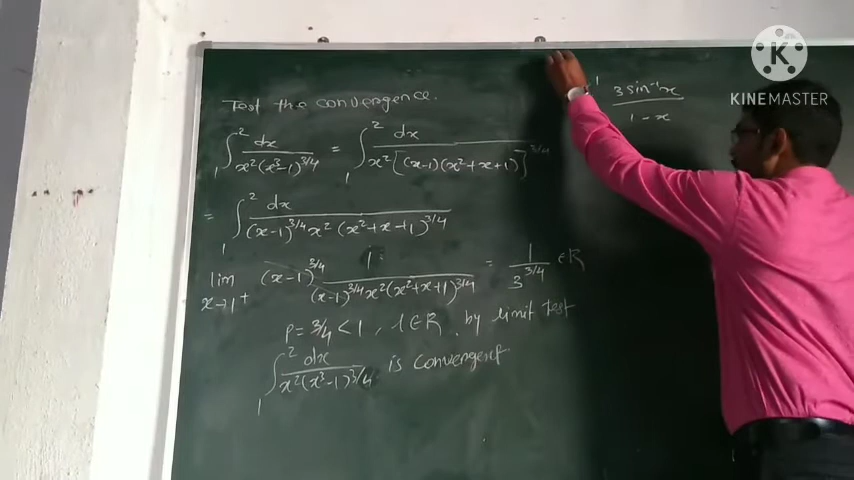 Test the convergence.
∫₁² dx / x²(x³-1)^3/4 = ∫₁² dx / x²[(x-1)(x²+x+1)]^3/4
= ∫₁² dx / (x-1)^3/4 x² (x²+x+1)^3/4
lim x→1⁺ (x-1)^3/4 1 / (x-1)^3/4 x²(x²+x+1)^3/4 = 1 / 3^3/4 ∈ R
P = 3/4 < 1, l ∈ R, by limit test
∫₁² dx / x²(x³-1)^3/4 is convergent
1 3 sin⁻¹x / 1-x
K
KINEMASTER